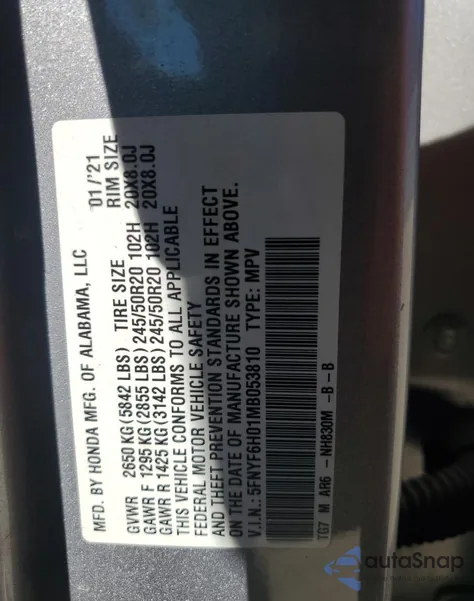 MFD. BY HONDA MFG. OF ALABAMA, LLC 01/'21
TIRE SIZE RIM SIZE
GVWR 2650 KG (5842 LBS)
GAWR F 1295 KG (2855 LBS) 245/50R20 102H 20X8.0J
GAWR R 1425 KG (3142 LBS) 245/50R20 102H 20X8.0J
THIS VEHICLE CONFORMS TO ALL APPLICABLE
FEDERAL MOTOR VEHICLE SAFETY
AND THEFT PREVENTION STANDARDS IN EFFECT
ON THE DATE OF MANUFACTURE SHOWN ABOVE.
V.I.N.: 5FNYF6H01MB053810 TYPE: MPV
TG7 M AR6 -NH830M -B-B
autoSnap